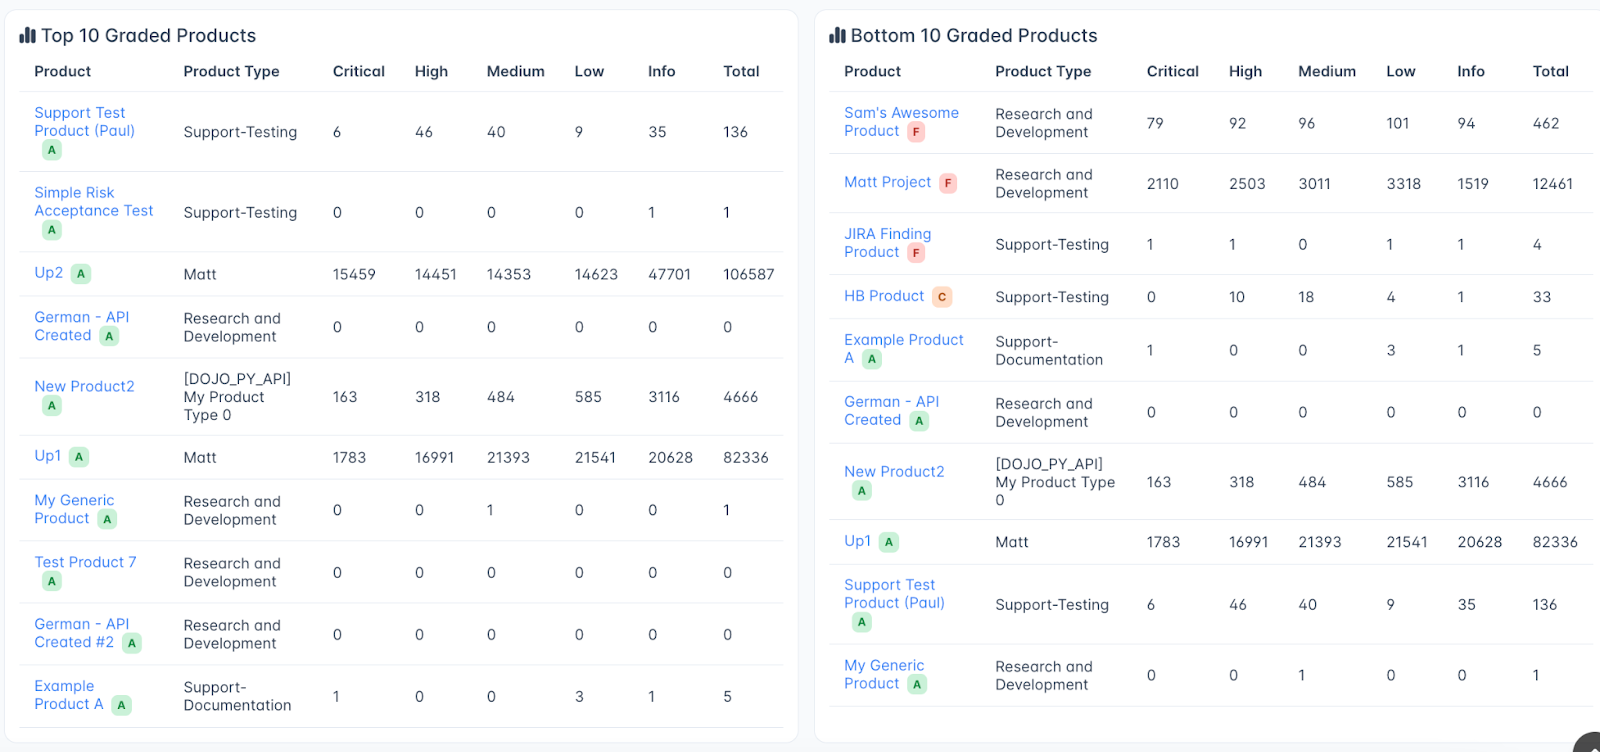 Top 10 Graded Products
Product Product Type Critical High Medium Low Info Total
Support Test
Product (Paul) Support-Testing 6 46 40 9 35 136
A
Simple Risk
Acceptance Test Support-Testing 0 0 0 0 1 1
A
Up2 A Matt 15459 14451 14353 14623 47701 106587
German - API Research and
Created A Development 0 0 0 0 0 0
[DOJO_PY_API]
New Product2 My Product 163 318 484 585 3116 4666
A Type 0
Up1 A Matt 1783 16991 21393 21541 20628 82336
My Generic Research and
Product A Development 0 0 1 0 0 1
Test Product 7 Research and
A Development 0 0 0 0 0 0
German - API Research and
Created #2 A Development 0 0 0 0 0 0
Example Support-
Product A A Documentation 1 0 0 3 1 5
Bottom 10 Graded Products
Product Product Type Critical High Medium Low Info Total
Sam's Awesome Research and
Product F Development 79 92 96 101 94 462
Matt Project F Research and
Development 2110 2503 3011 3318 1519 12461
JIRA Finding
Product F Support-Testing 1 1 0 1 1 4
HB Product C Support-Testing 0 10 18 4 1 33
Example Product Support-
A A Documentation 1 0 0 3 1 5
German - API Research and
Created A Development 0 0 0 0 0 0
[DOJO_PY_API]
New Product2 My Product Type 163 318 484 585 3116 4666
A 0
Up1 A Matt 1783 16991 21393 21541 20628 82336
Support Test
Product (Paul) Support-Testing 6 46 40 9 35 136
A
My Generic Research and
Product A Development 0 0 1 0 0 1